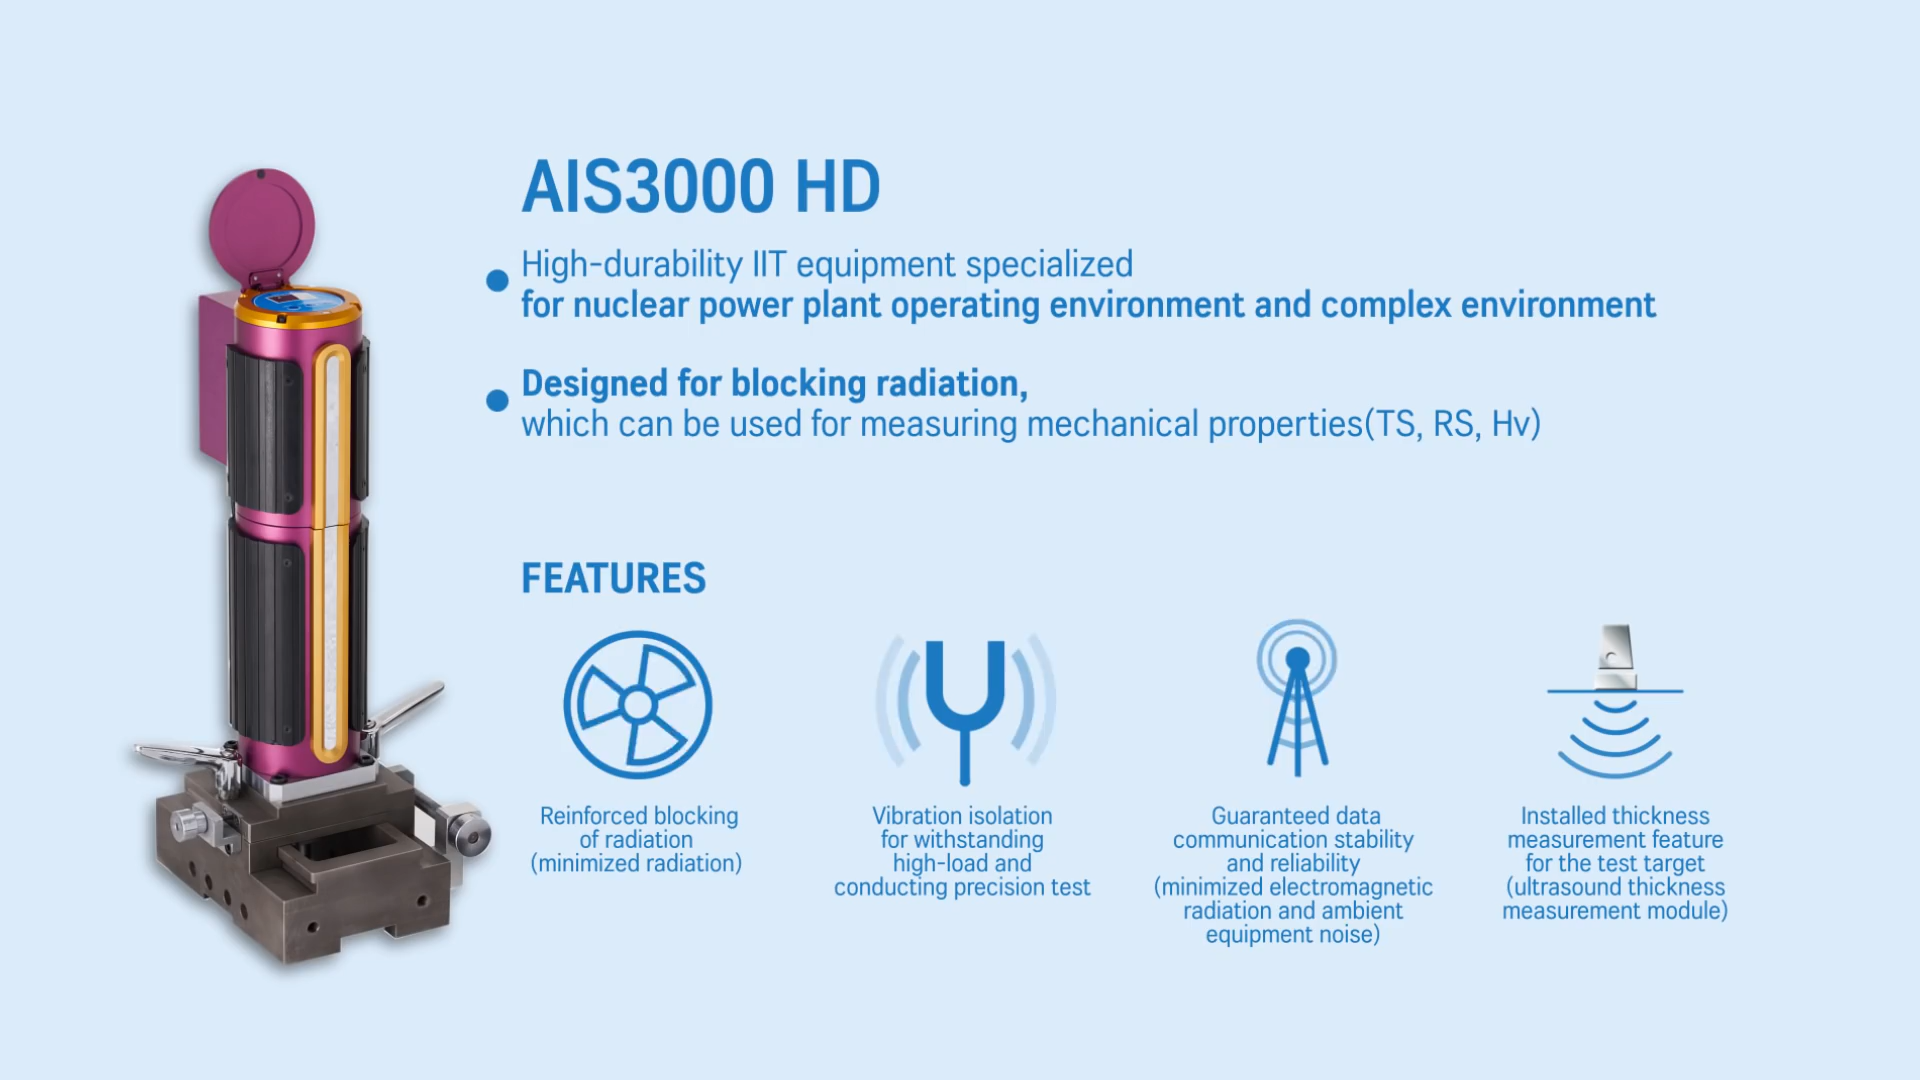 AIS3000 HD
High-durability IIT equipment specialized
for nuclear power plant operating environment and complex environment
Designed for blocking radiation,
which can be used for measuring mechanical properties(TS, RS, Hv)
FEATURES
Reinforced blocking
of radiation
(minimized radiation)
Vibration isolation
for withstanding
high-load and
conducting precision test
Guaranteed data
communication stability
and reliability
(minimized electromagnetic
radiation and ambient
equipment noise)
Installed thickness
measurement feature
for the test target
(ultrasound thickness
measurement module)